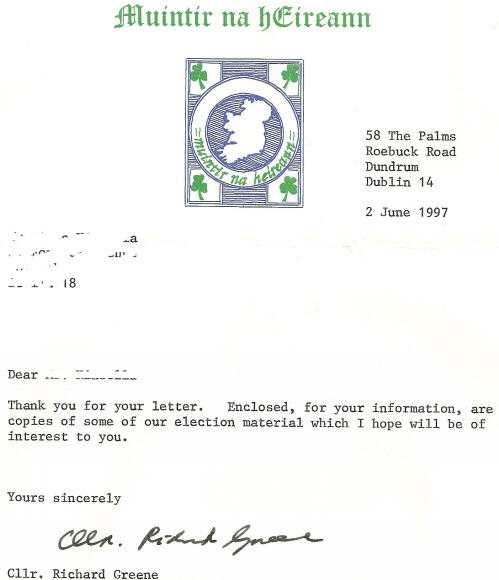 Muintir na hEireann
muintir na heireann
58 The Palms
Roebuck Road
Dundrum
Dublin 14
2 June 1997
18
Dear
Thank you for your letter. Enclosed, for your information, are
copies of some of our election material which I hope will be of
interest to you.
Yours sincerely
Cllr. Richard Greene
Cllr. Richard Greene